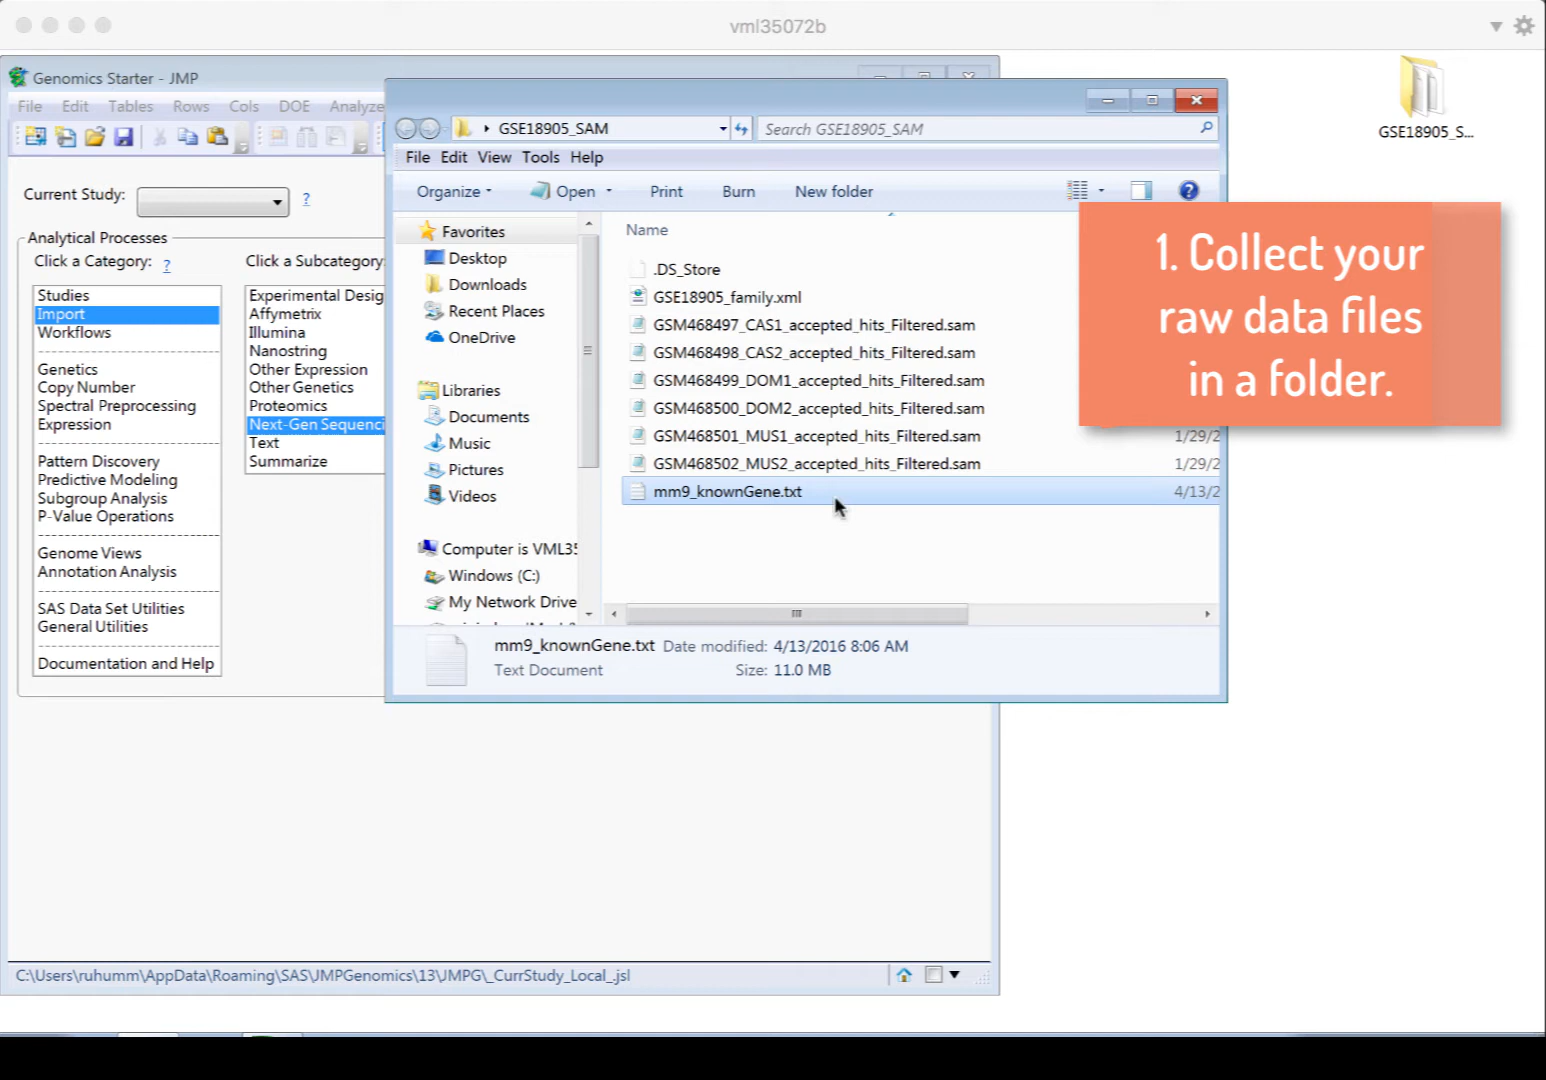 vml35072b
Genomics Starter - JMP
File Edit Tables Rows Cols DOE Analyze
Current Study:
?
Analytical Processes
Click a Category: ?
Studies
Import
Workflows
Genetics
Copy Number
Spectral Preprocessing
Expression
Pattern Discovery
Predictive Modeling
Subgroup Analysis
P-Value Operations
Genome Views
Annotation Analysis
SAS Data Set Utilities
General Utilities
Documentation and Help
Click a Subcategory:
Experimental Desig
Affymetrix
Illumina
Nanostring
Other Expression
Other Genetics
Proteomics
Next-Gen Sequenci
Text
Summarize
GSE18905_SAM
Search GSE18905_SAM
File Edit View Tools Help
Organize Open Print Burn New folder
?
Favorites
Desktop
Downloads
Recent Places
OneDrive
Libraries
Documents
Music
Pictures
Videos
Computer is VML35
Windows (C:)
My Network Drive
Name
.DS_Store
GSE18905_family.xml
GSM468497_CAS1_accepted_hits_Filtered.sam
GSM468498_CAS2_accepted_hits_Filtered.sam
GSM468499_DOM1_accepted_hits_Filtered.sam
GSM468500_DOM2_accepted_hits_Filtered.sam
GSM468501_MUS1_accepted_hits_Filtered.sam 1/29/2
GSM468502_MUS2_accepted_hits_Filtered.sam 1/29/2
mm9_knownGene.txt 4/13/2
mm9_knownGene.txt Date modified: 4/13/2016 8:06 AM
Text Document Size: 11.0 MB
GSE18905_S...
1. Collect your
raw data files
in a folder.
C:\Users\ruhumm\AppData\Roaming\SAS\JMPGenomics\13\JMPG\_CurrStudy_Local_.jsl